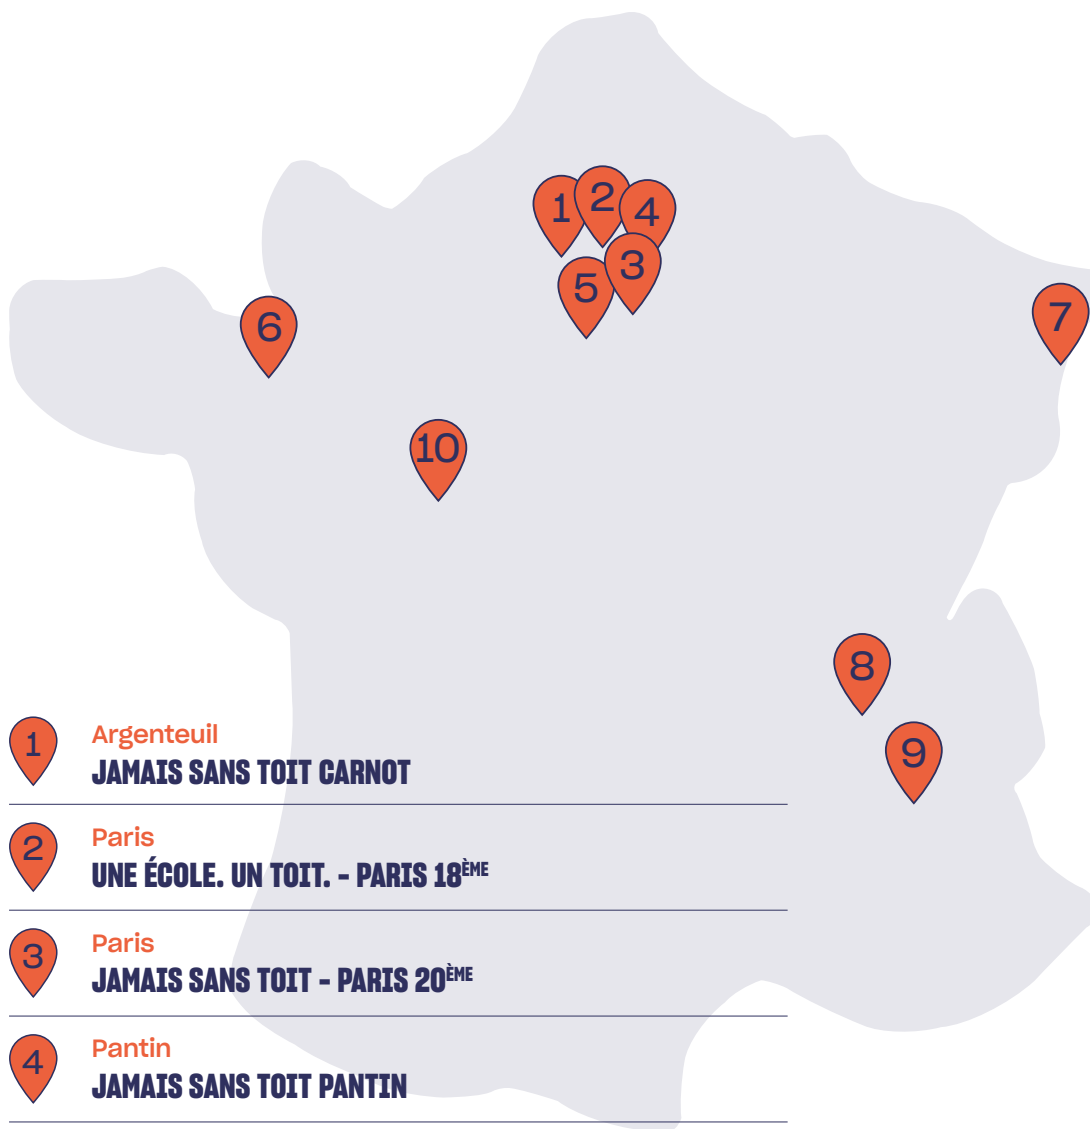 1
2
4
3
5
6
7
10
8
9
1
Argenteuil
JAMAIS SANS TOIT CARNOT
2
Paris
UNE ÉCOLE. UN TOIT. - PARIS 18ÈME
3
Paris
JAMAIS SANS TOIT - PARIS 20ÈME
4
Pantin
JAMAIS SANS TOIT PANTIN